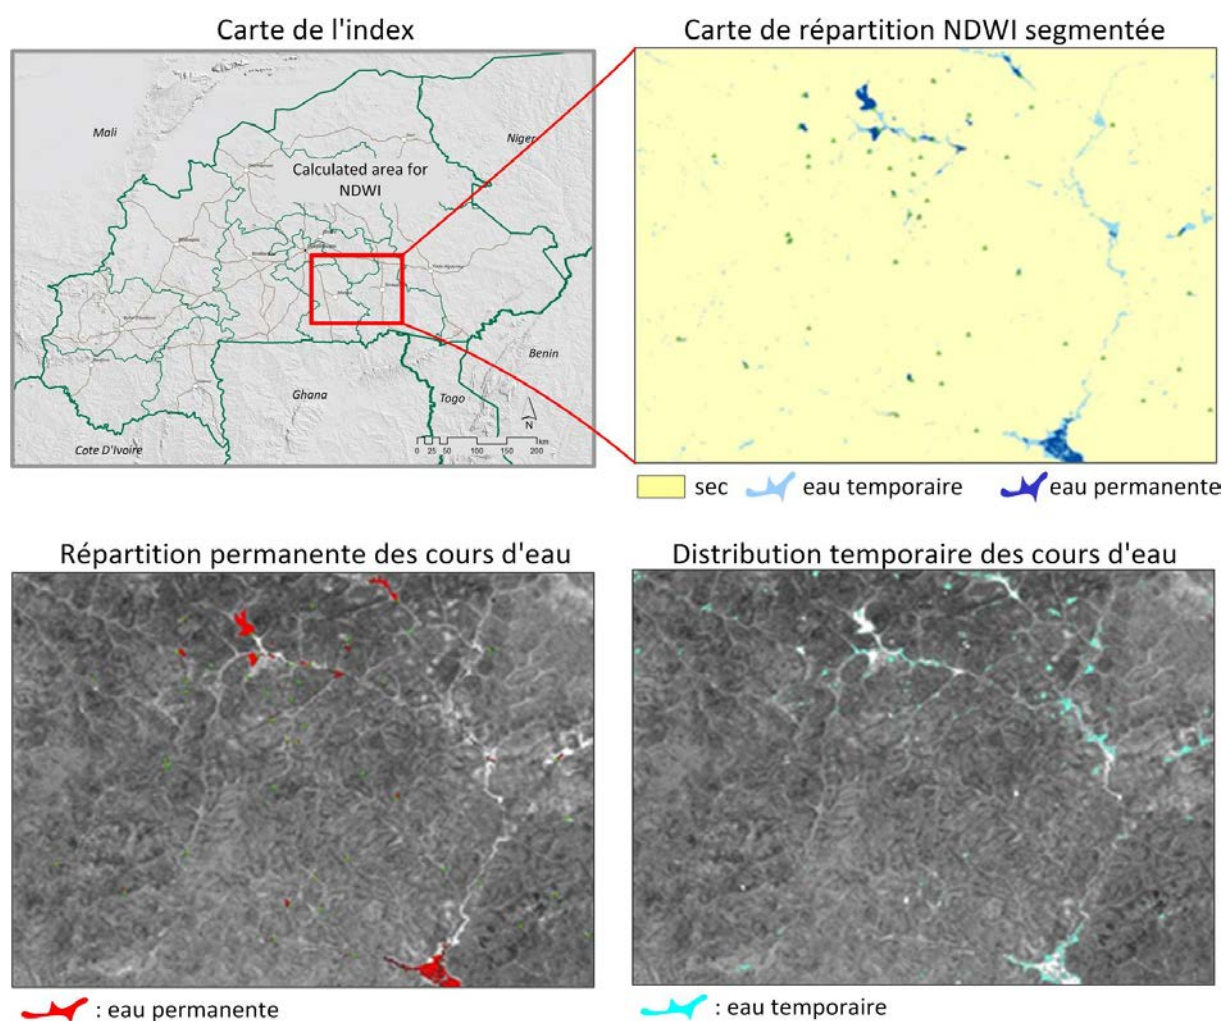 Carte de l'index
Carte de répartition NDWI segmentée
Mali
Niger
Calculated area for
NDWI
Benin
Ghana
Togo
Cote D'Ivoire
N
0 25 50 100 150 200
km
sec
eau temporaire
eau permanente
Répartition permanente des cours d'eau
Distribution temporaire des cours d'eau
: eau permanente
: eau temporaire